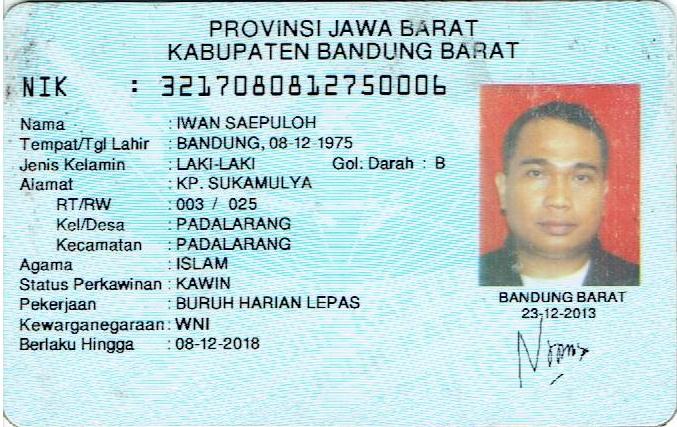 PROVINSI JAWA BARAT
KABUPATEN BANDUNG BARAT
NIK : 3217080812750006
Nama : IWAN SAEPULOH
Tempat/Tgl Lahir : BANDUNG, 08-12 1975
Jenis Kelamin : LAKI-LAKI Gol. Darah : B
Alamat : KP. SUKAMULYA
RT/RW : 003 / 025
Kel/Desa : PADALARANG
Kecamatan : PADALARANG
Agama : ISLAM
Status Perkawinan : KAWIN
Pekerjaan : BURUH HARIAN LEPAS
Kewarganegaraan : WNI
Berlaku Hingga : 08-12-2018
BANDUNG BARAT
23-12-2013